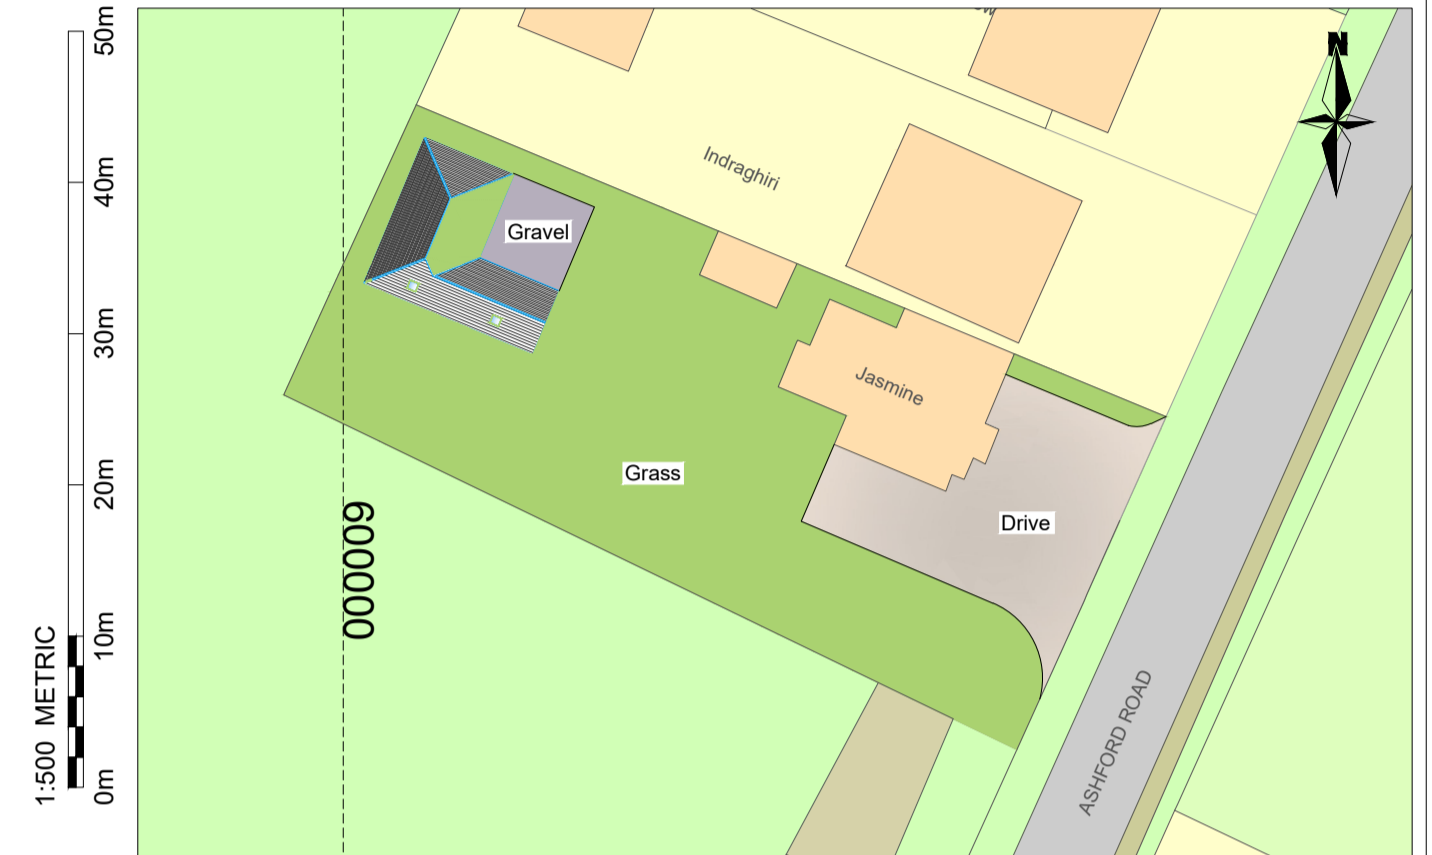 50m
40m
30m
20m
10m
0m
1:500 METRIC
600000
N
Indraghiri
Gravel
Jasmine
Grass
Drive
ASHFORD ROAD